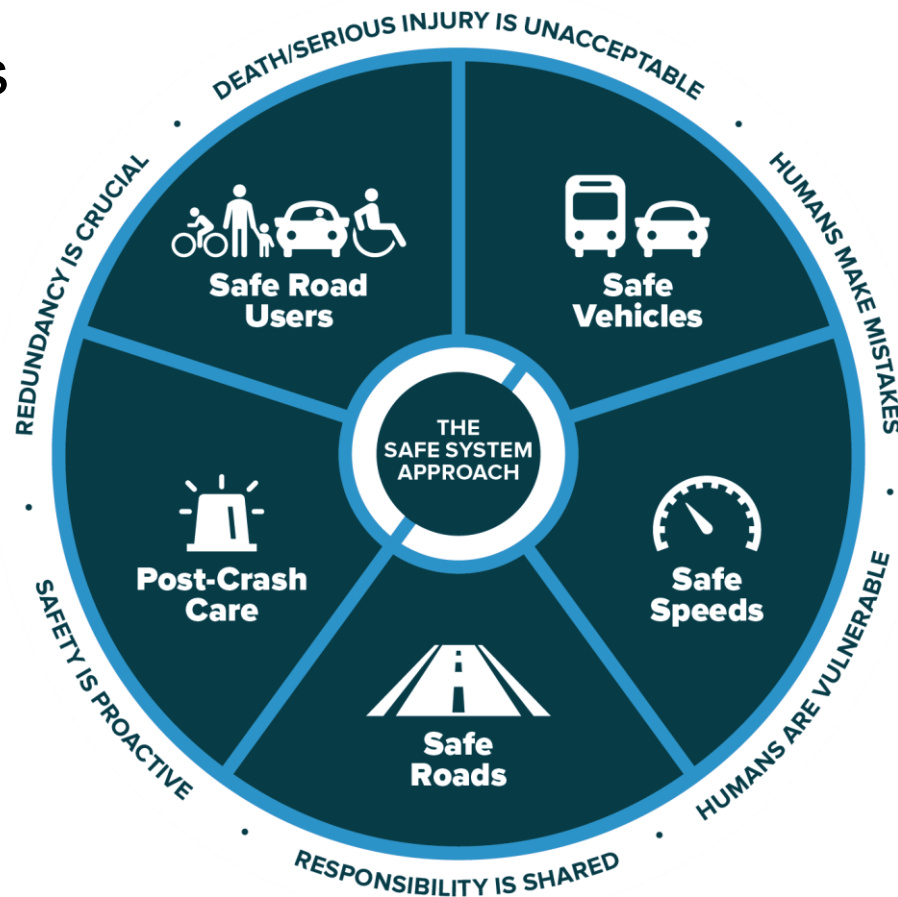 S
DEATH/SERIOUS INJURY IS UNACCEPTABLE
HUMANS MAKE MISTAKES
HUMANS ARE VULNERABLE
RESPONSIBILITY IS SHARED
SAFETY IS PROACTIVE
REDUNDANCY IS CRUCIAL
Safe Road
Users
Safe
Vehicles
THE
SAFE SYSTEM
APPROACH
Post-Crash
Care
Safe
Speeds
Safe
Roads